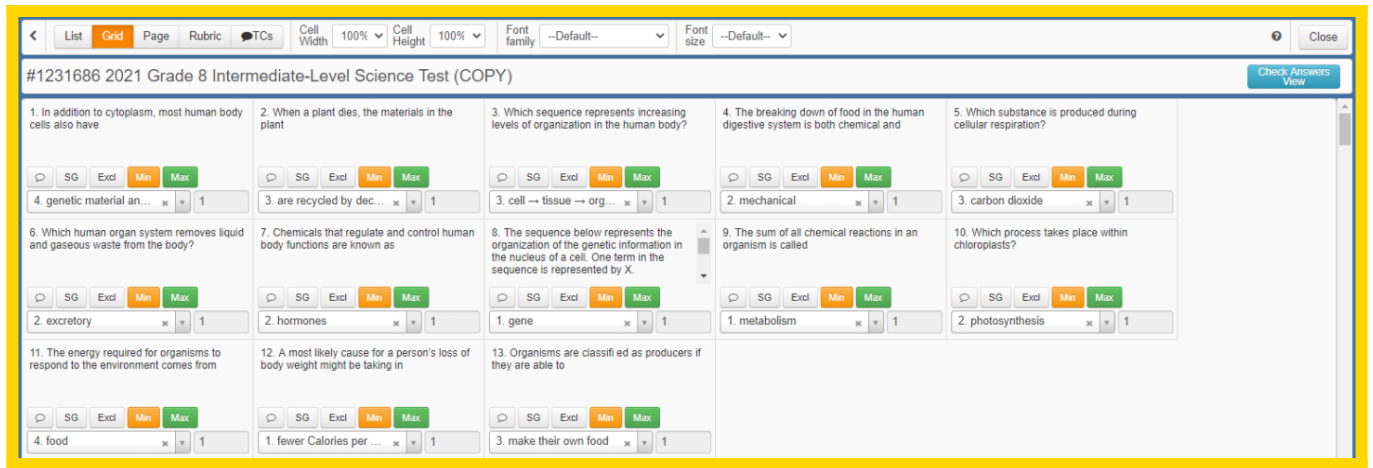 List Grid Page Rubric TCs Cell Width 100% Cell Height 100% Font family --Default-- Font size --Default-- Close
#1231686 2021 Grade 8 Intermediate-Level Science Test (COPY)
Check Answers
View
1. In addition to cytoplasm, most human body
cells also have
SG Excl Min Max
4. genetic material an... × 1
2. When a plant dies, the materials in the
plant
SG Excl Min Max
3. are recycled by dec... × 1
3. Which sequence represents increasing
levels of organization in the human body?
SG Excl Min Max
3. cell → tissue → org... × 1
4. The breaking down of food in the human
digestive system is both chemical and
SG Excl Min Max
2. mechanical × 1
5. Which substance is produced during
cellular respiration?
SG Excl Min Max
3. carbon dioxide × 1
6. Which human organ system removes liquid
and gaseous waste from the body?
SG Excl Min Max
2. excretory × 1
7. Chemicals that regulate and control human
body functions are known as
SG Excl Min Max
2. hormones × 1
8. The sequence below represents the
organization of the genetic information in
the nucleus of a cell. One term in the
sequence is represented by X.
SG Excl Min Max
1. gene × 1
9. The sum of all chemical reactions in an
organism is called
SG Excl Min Max
1. metabolism × 1
10. Which process takes place within
chloroplasts?
SG Excl Min Max
2. photosynthesis × 1
11. The energy required for organisms to
respond to the environment comes from
SG Excl Min Max
4. food × 1
12. A most likely cause for a person's loss of
body weight might be taking in
SG Excl Min Max
1. fewer Calories per ... × 1
13. Organisms are classifi ed as producers if
they are able to
SG Excl Min Max
3. make their own food × 1